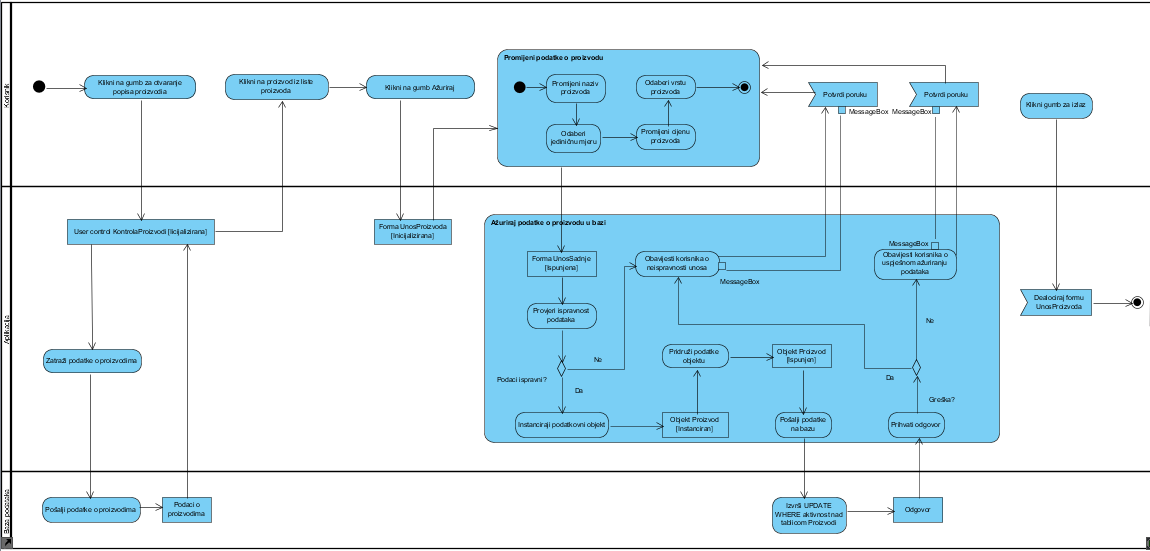 Korisnik
Klikni na gumb za otvaranje
popisa proizvodia
Klikni na proizvod iz liste
proizvoda
Klikni na gumb Ažuriraj
Promijeni podatke o proizvodu
Promijeni naziv
proizvoda
Odaberi vrstu
proizvoda
Odaberi
jediničnu mjeru
Promijeni cijenu
proizvoda
Potvrdi poruku
Potvrdi poruku
MessageBox
MessageBox
Klikni gumb za izlaz
Aplikacija
User control KontrolaProizvodi [Iicijalizirana]
Forma UnosProizvoda
[Inicijalizirana]
Ažuriraj podatke o proizvodu u bazi
Forma UnosSadnje
[Ispunjena]
Obavijesti korisnika o
neispravnosti unosa
MessageBox
MessageBox
Obavijesti korisnika o
uspješnom ažuriranju
podataka
Provjeri ispravnost
podataka
Dealociraj formu
UnosProizvoda
Ne
Ne
Zatraži podatke o proizvodima
Podaci ispravni?
Da
Pridruži podatke
objektu
Objekt Proizvod
[Ispunjen]
Da
Greška?
Instanciraji podatkovni objekt
Objekt Proizvod
[Instanciran]
Pošalji podatke
na bazu
Prihvati odgovor
Baza podataka
Pošalji podatke o proizvodima
Podaci o
proizvodima
Izvrši UPDATE
WHERE aktivnost nad
tablicom Proizvodi
Odgovor